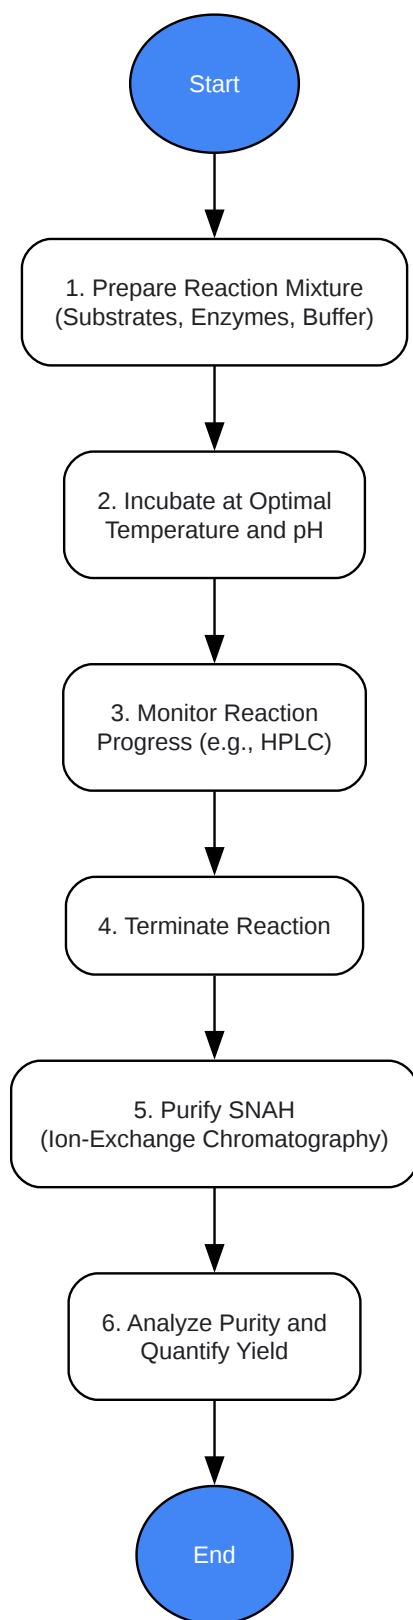 Start
1. Prepare Reaction Mixture
(Substrates, Enzymes, Buffer)
2. Incubate at Optimal
Temperature and pH
3. Monitor Reaction
Progress (e.g., HPLC)
4. Terminate Reaction
5. Purify SNAH
(Ion-Exchange Chromatography)
6. Analyze Purity and
Quantify Yield
End